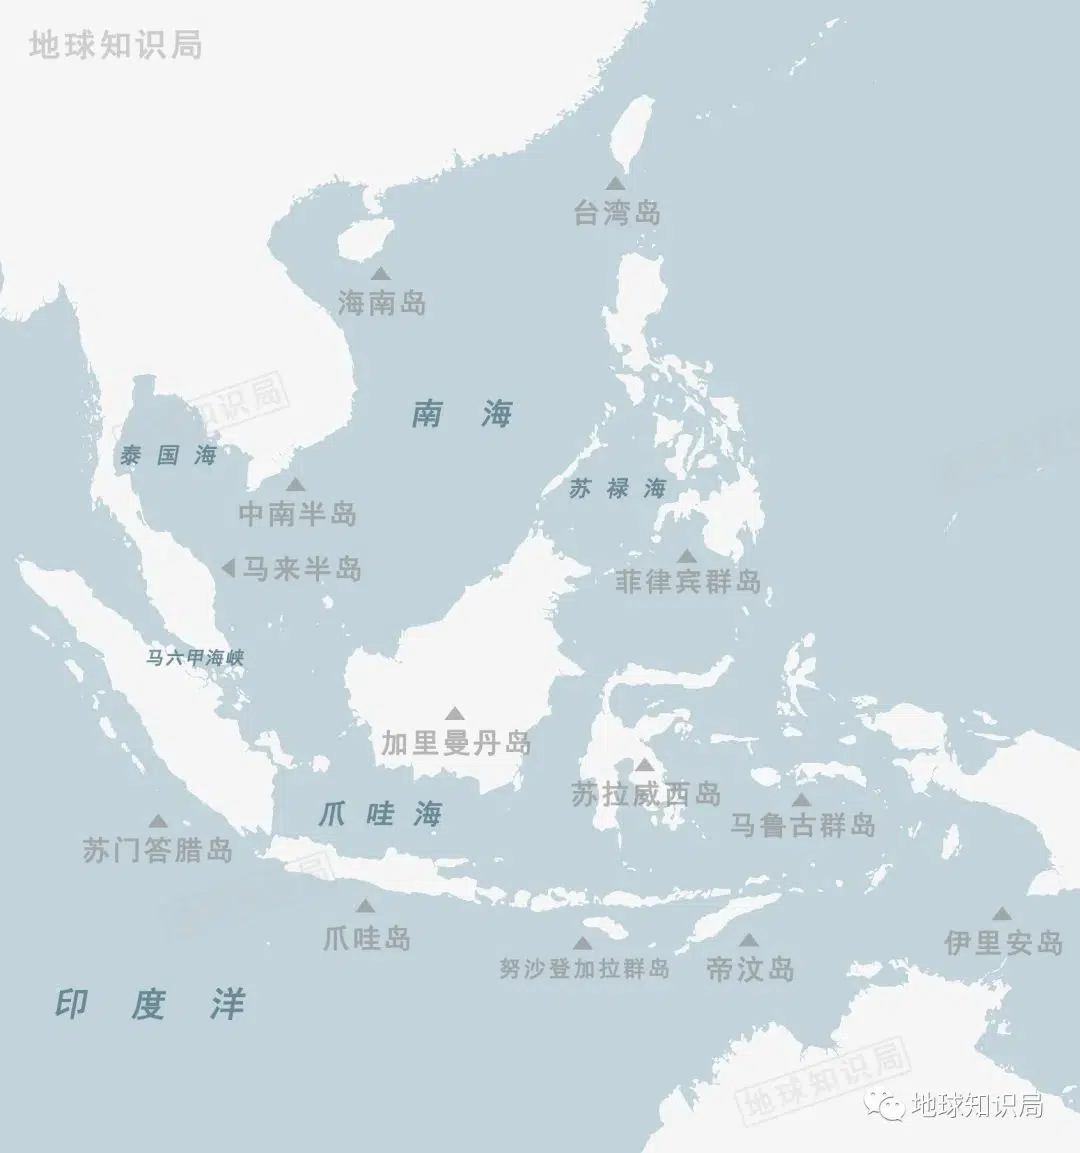 地球知识局
台湾岛
海南岛
南海
识局
泰国海
苏禄海
中南半岛
马来半岛
菲律宾群岛
马六甲海峡
加里曼丹岛
苏拉威西岛
爪哇海
马鲁古群岛
苏门答腊岛
局
爪哇岛
伊里安岛
努沙登加拉群岛
帝汶岛
印度洋
地球知识局
地球知识局